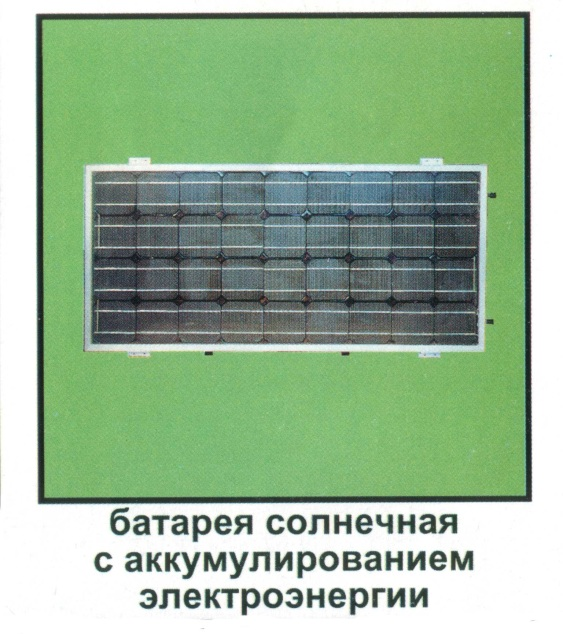 батарея солнечная
с аккумулированием
электроэнергии